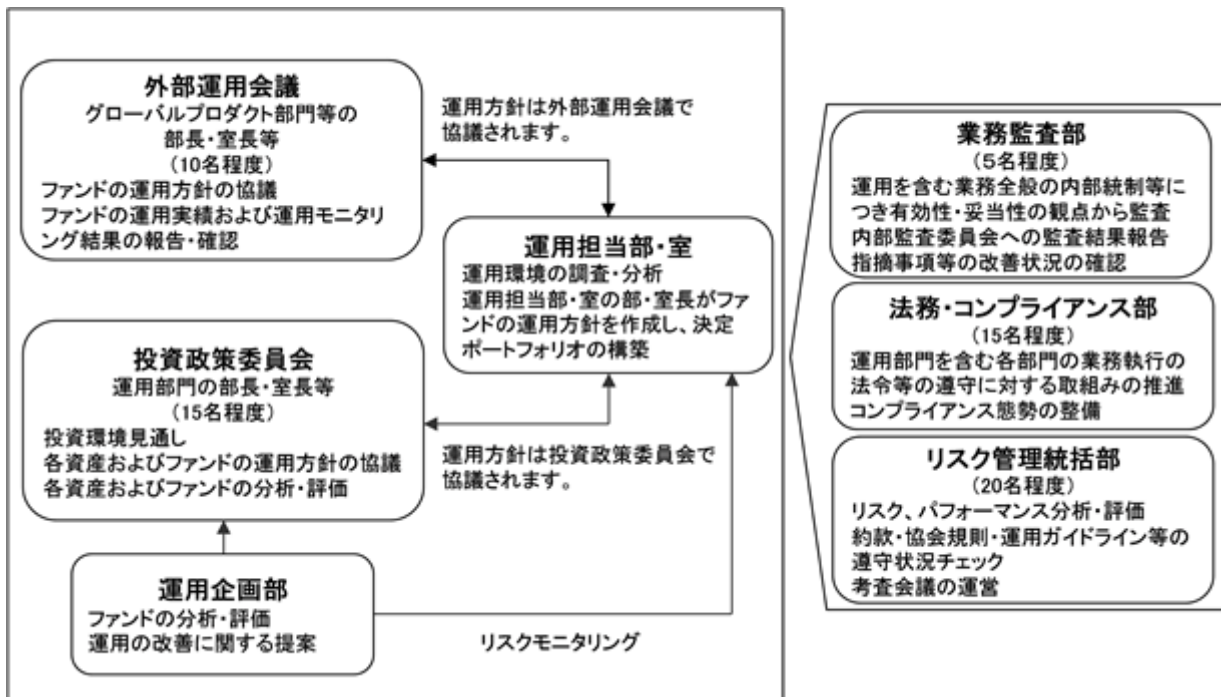 外部運用会議
グローバルプロダクト部門等の
部長・室長等
(10名程度)
ファンドの運用方針の協議
ファンドの運用実績および運用モニタリ
ング結果の報告・確認
運用方針は外部運用会議で
協議されます。
運用担当部・室
運用環境の調査・分析
運用担当部・室の部・室長がファ
ンドの運用方針を作成し、決定
ポートフォリオの構築
投資政策委員会
運用部門の部長・室長等
(15名程度)
投資環境見通し
各資産およびファンドの運用方針の協議
各資産およびファンドの分析・評価
運用方針は投資政策委員会で
協議されます。
運用企画部
ファンドの分析・評価
運用の改善に関する提案
リスクモニタリング
業務監査部
(5名程度)
運用を含む業務全般の内部統制等に
つき有効性・妥当性の観点から監査
内部監査委員会への監査結果報告
指摘事項等の改善状況の確認
法務・コンプライアンス部
(15名程度)
運用部門を含む各部門の業務執行の
法令等の遵守に対する取組みの推進
コンプライアンス態勢の整備
リスク管理統括部
(20名程度)
リスク、パフォーマンス分析・評価
約款・協会規則・運用ガイドライン等の
遵守状況チェック
考査会議の運営